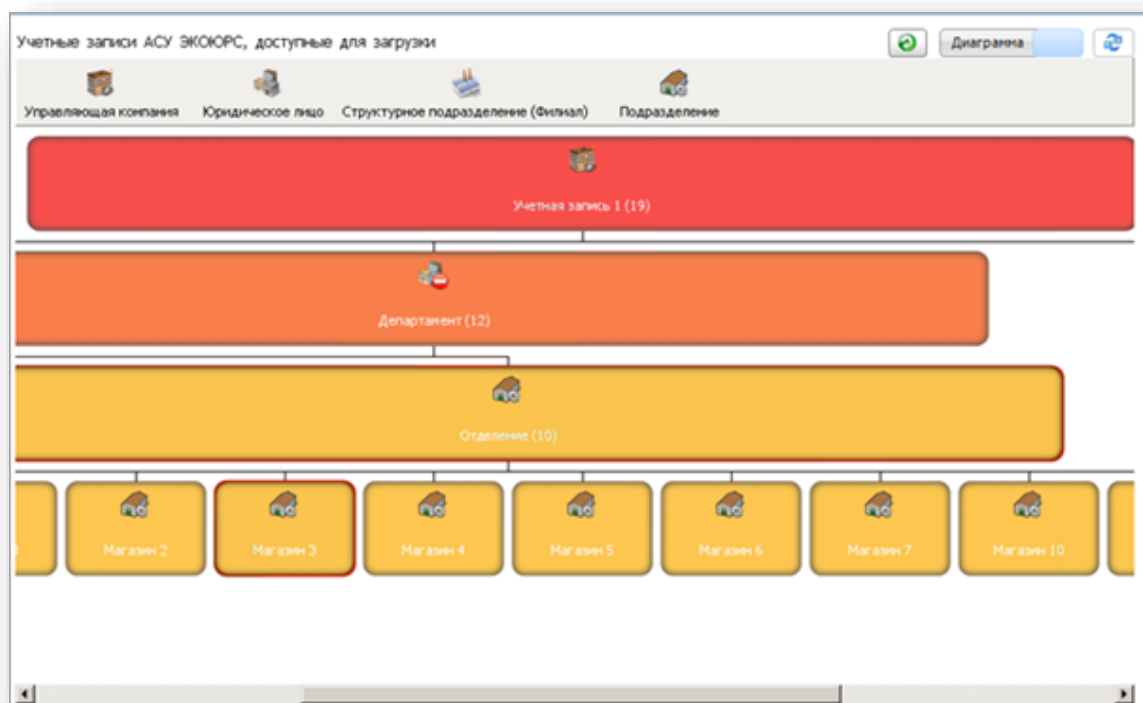 Учетные записи АСУ ЭКОЮРС, доступные для загрузки
Диаграмма
Управляющая компания Юридическое лицо Структурное подразделение (Филиал) Подразделение
Учетная запись 1 (19)
Департамент (12)
Отделение (10)
Магазин 2 Магазин 3 Магазин 4 Магазин 5 Магазин 6 Магазин 7 Магазин 10